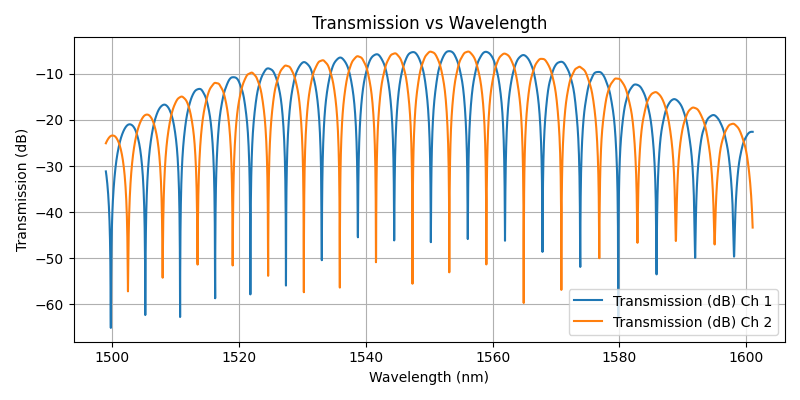 Transmission vs Wavelength
Transmission (dB)
−10
−20
−30
−40
−50
−60
Transmission (dB) Ch 1
Transmission (dB) Ch 2
1500
1520
1540
1560
1580
1600
Wavelength (nm)